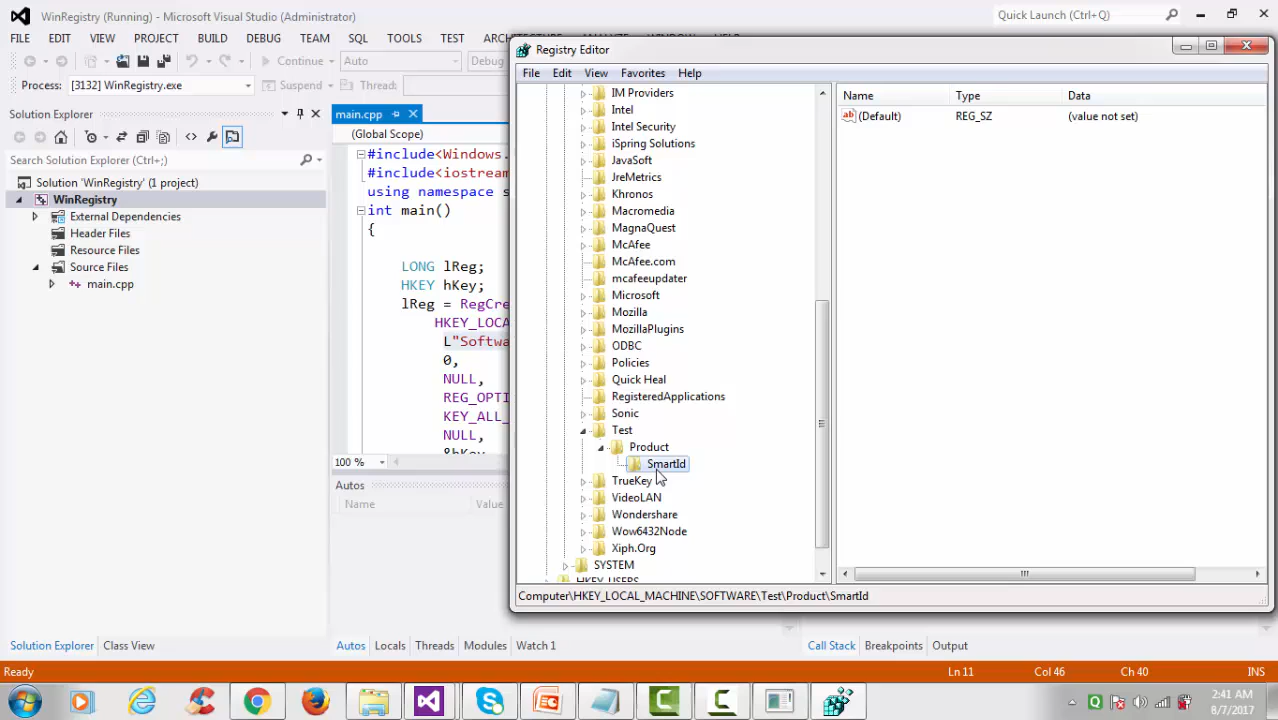 WinRegistry (Running) - Microsoft Visual Studio (Administrator)
Quick Launch (Ctrl+Q)
FILE EDIT VIEW PROJECT BUILD DEBUG TEAM SQL TOOLS TEST
Continue Auto Debug
Process: [3132] WinRegistry.exe Suspend Thread:
Solution Explorer
Search Solution Explorer (Ctrl+;)
Solution 'WinRegistry' (1 project)
WinRegistry
External Dependencies
Header Files
Resource Files
Source Files
main.cpp
main.cpp
(Global Scope)
#include<Windows.
#include<iostream
using namespace s
int main()
{
LONG lReg;
HKEY hKey;
lReg = RegCre
HKEY_LOCA
L"Softwa
0,
NULL,
REG_OPTI
KEY_ALL_
NULL,
&hKey
100 %
Autos
Name Value
Registry Editor
File Edit View Favorites Help
IM Providers
Intel
Intel Security
iSpring Solutions
JavaSoft
JreMetrics
Khronos
Macromedia
MagnaQuest
McAfee
McAfee.com
mcafeeupdater
Microsoft
Mozilla
MozillaPlugins
ODBC
Policies
Quick Heal
RegisteredApplications
Sonic
Test
Product
SmartId
TrueKey
VideoLAN
Wondershare
Wow6432Node
Xiph.Org
SYSTEM
HKEY_USERS
Name Type Data
ab (Default) REG_SZ (value not set)
Computer\HKEY_LOCAL_MACHINE\SOFTWARE\Test\Product\SmartId
Solution Explorer Class View
Autos Locals Threads Modules Watch 1
Call Stack Breakpoints Output
Ready Ln 11 Col 46 Ch 40 INS
2:41 AM
8/7/2017